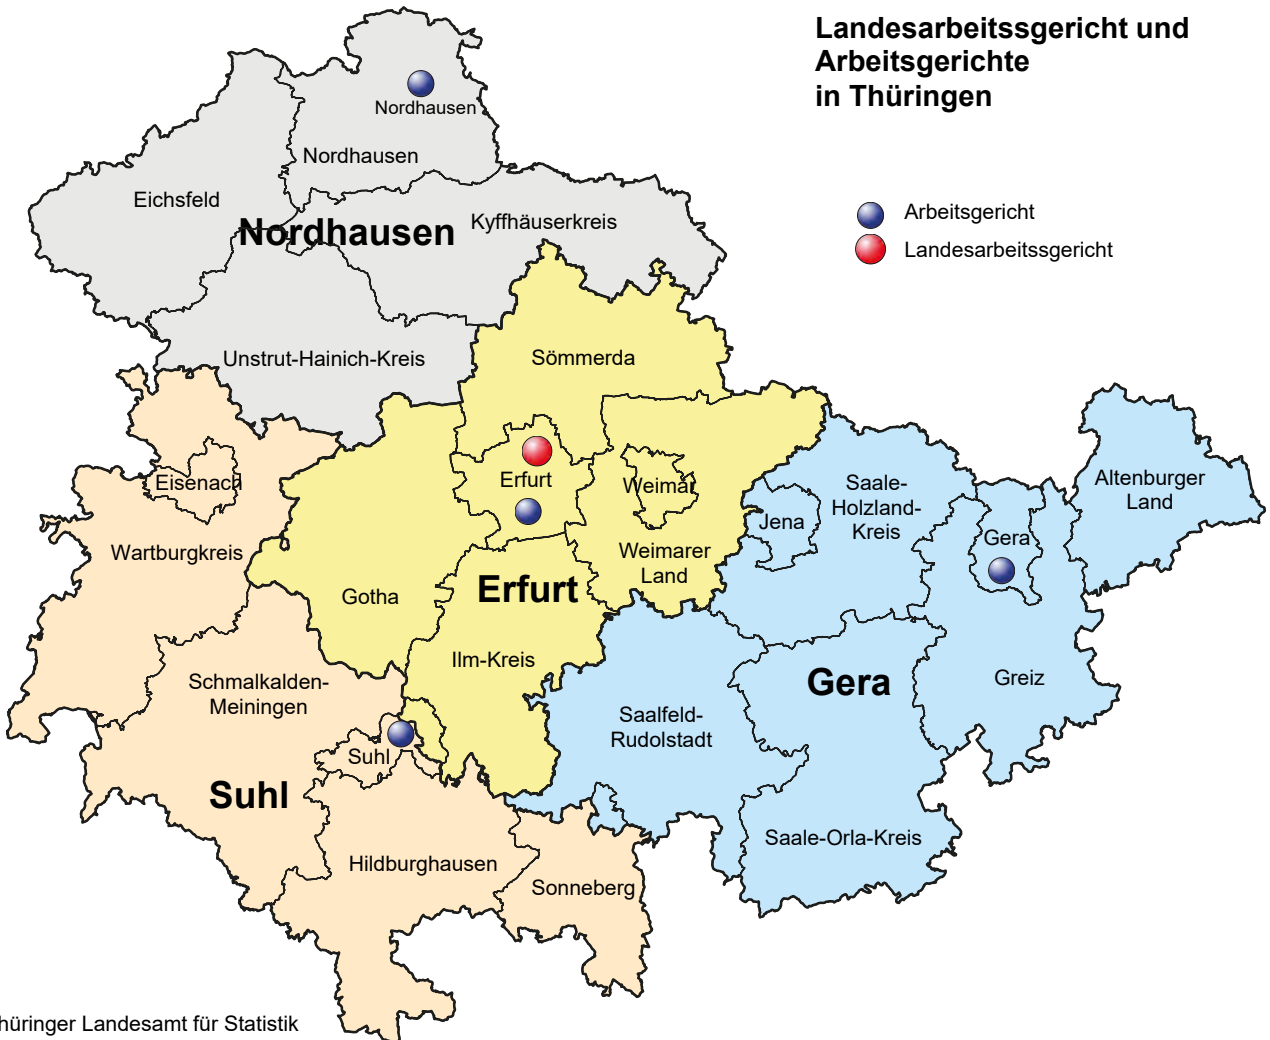 Landesarbeitssgericht und
Arbeitsgerichte
in Thüringen
Arbeitsgericht
Landesarbeitssgericht
Nordhausen
Nordhausen
Eichsfeld
Nordhausen
Kyffhäuserkreis
Unstrut-Hainich-Kreis
Sömmerda
Eisenach
Erfurt
Weimar
Wartburgkreis
Gotha
Erfurt
Weimarer
Land
Ilm-Kreis
Jena
Saale-
Holzland-
Kreis
Gera
Altenburger
Land
Schmalkalden-
Meiningen
Suhl
Suhl
Saalfeld-
Rudolstadt
Gera
Greiz
Hildburghausen
Sonneberg
Saale-Orla-Kreis
hüringer Landesamt für Statistik